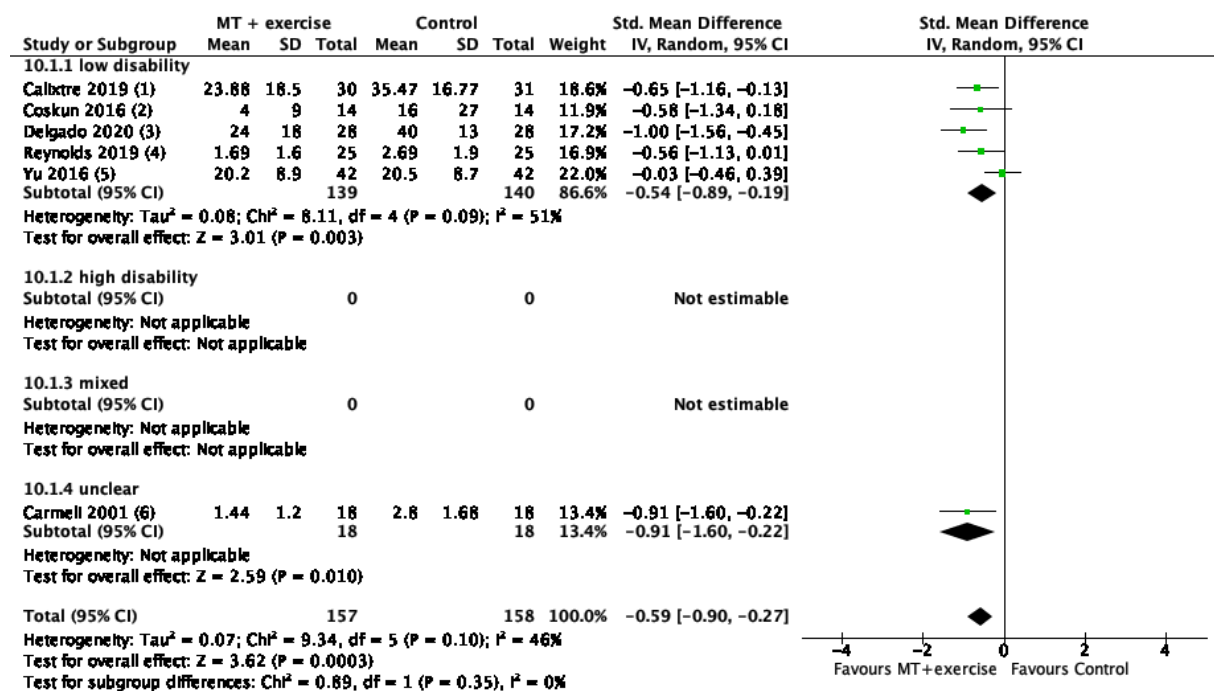 MT + exercise Control Std. Mean Difference Std. Mean Difference
Study or Subgroup Mean SD Total Mean SD Total Weight IV, Random, 95% CI IV, Random, 95% CI
10.1.1 low disability
Calixtre 2019 (1) 23.88 18.5 30 35.47 16.77 31 18.6% −0.65 [−1.16, −0.13]
Coskun 2016 (2) 4 9 14 16 27 14 11.9% −0.58 [−1.34, 0.18]
Delgado 2020 (3) 24 18 28 40 13 28 17.2% −1.00 [−1.56, −0.45]
Reynolds 2019 (4) 1.69 1.6 25 2.69 1.9 25 16.9% −0.56 [−1.13, 0.01]
Yu 2016 (5) 20.2 8.9 42 20.5 8.7 42 22.0% −0.03 [−0.46, 0.39]
Subtotal (95% CI) 139 140 86.6% −0.54 [−0.89, −0.19]
Heterogeneity: Tau² = 0.08; Chi² = 8.11, df = 4 (P = 0.09); I² = 51%
Test for overall effect: Z = 3.01 (P = 0.003)
10.1.2 high disability
Subtotal (95% CI) 0 0 Not estimable
Heterogeneity: Not applicable
Test for overall effect: Not applicable
10.1.3 mixed
Subtotal (95% CI) 0 0 Not estimable
Heterogeneity: Not applicable
Test for overall effect: Not applicable
10.1.4 unclear
Carmeli 2001 (6) 1.44 1.2 18 2.8 1.68 18 13.4% −0.91 [−1.60, −0.22]
Subtotal (95% CI) 18 18 13.4% −0.91 [−1.60, −0.22]
Heterogeneity: Not applicable
Test for overall effect: Z = 2.59 (P = 0.010)
Total (95% CI) 157 158 100.0% −0.59 [−0.90, −0.27]
Heterogeneity: Tau² = 0.07; Chi² = 9.34, df = 5 (P = 0.10); I² = 46%
Test for overall effect: Z = 3.62 (P = 0.0003)
Test for subgroup differences: Chi² = 0.89, df = 1 (P = 0.35), I² = 0%
−4 −2 0 2 4
Favours MT+exercise Favours Control